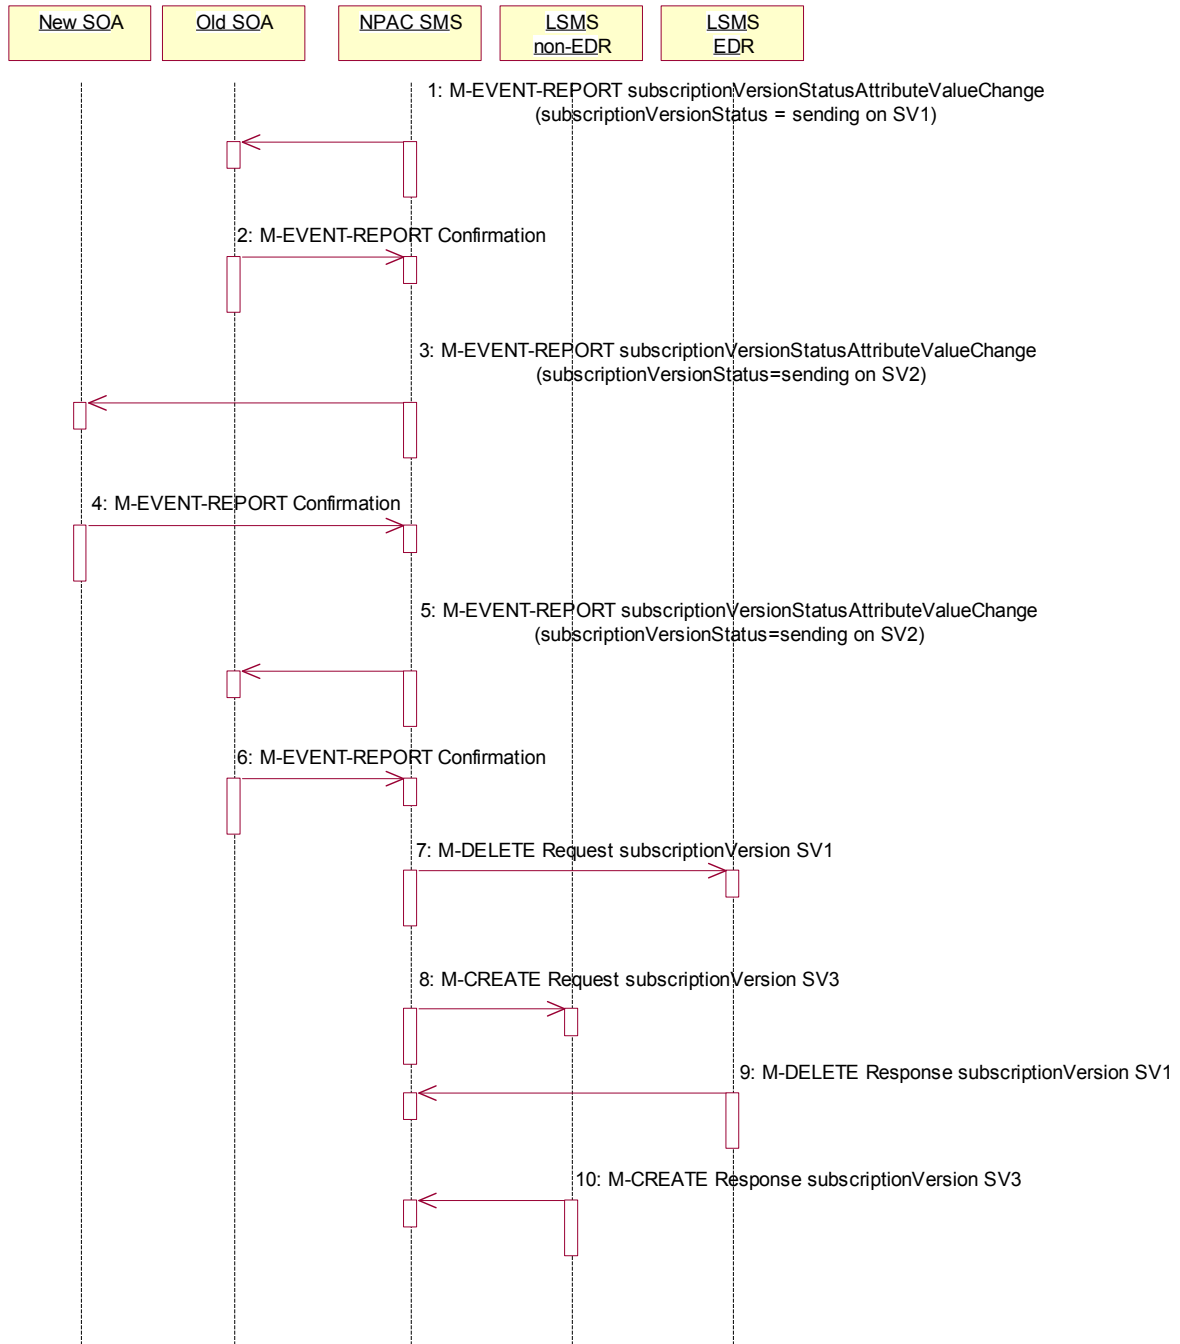 New SOA
Old SOA
NPAC SMS
LSMS
non-EDR
LSMS
EDR
1: M-EVENT-REPORT subscriptionVersionStatusAttributeValueChange
(subscriptionVersionStatus = sending on SV1)
2: M-EVENT-REPORT Confirmation
3: M-EVENT-REPORT subscriptionVersionStatusAttributeValueChange
(subscriptionVersionStatus=sending on SV2)
4: M-EVENT-REPORT Confirmation
5: M-EVENT-REPORT subscriptionVersionStatusAttributeValueChange
(subscriptionVersionStatus=sending on SV2)
6: M-EVENT-REPORT Confirmation
7: M-DELETE Request subscriptionVersion SV1
8: M-CREATE Request subscriptionVersion SV3
9: M-DELETE Response subscriptionVersion SV1
10: M-CREATE Response subscriptionVersion SV3